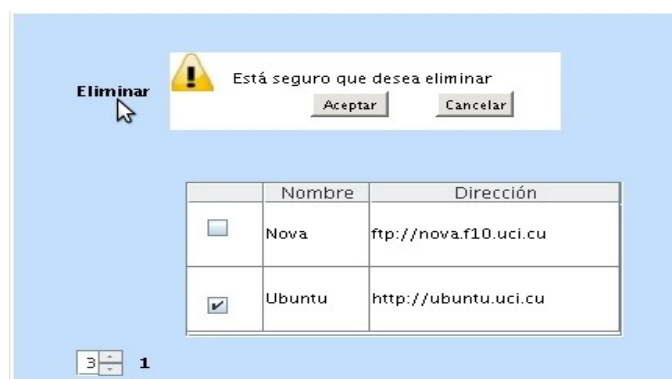 Eliminar
Está seguro que desea eliminar
Aceptar Cancelar
Nombre Dirección
Nova ftp://nova.f10.uci.cu
Ubuntu http://ubuntu.uci.cu
3 1